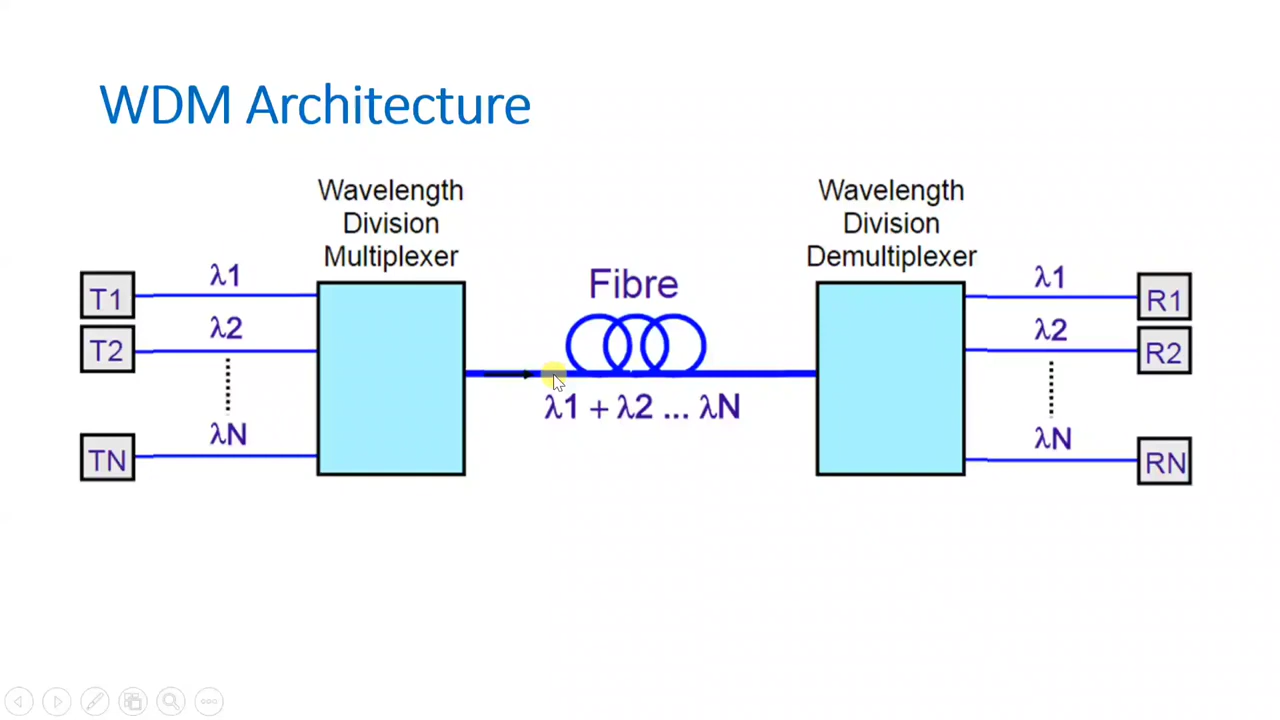 WDM Architecture
Wavelength
Division
Multiplexer
Wavelength
Division
Demultiplexer
Fibre
T1
λ1
T2
λ2
λN
TN
λ1 + λ2 ... λN
λ1
R1
λ2
R2
λN
RN